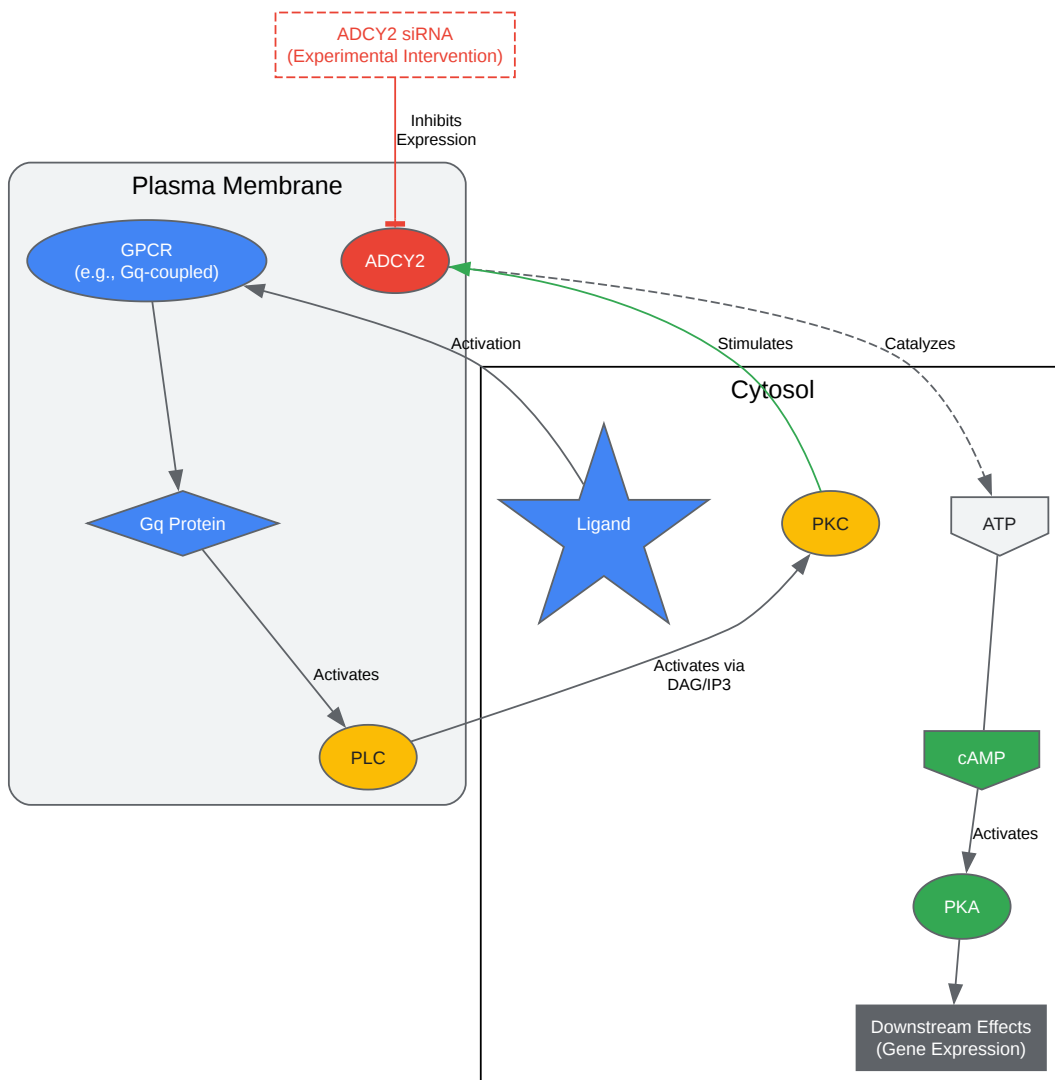 ADCY2 siRNA
(Experimental Intervention)
Inhibits
Expression
Plasma Membrane
GPCR
(e.g., Gq-coupled)
ADCY2
Activation
Stimulates
Catalyzes
Cytosol
Gq Protein
Ligand
PKC
ATP
Activates
Activates via
DAG/IP3
PLC
cAMP
Activates
PKA
Downstream Effects
(Gene Expression)